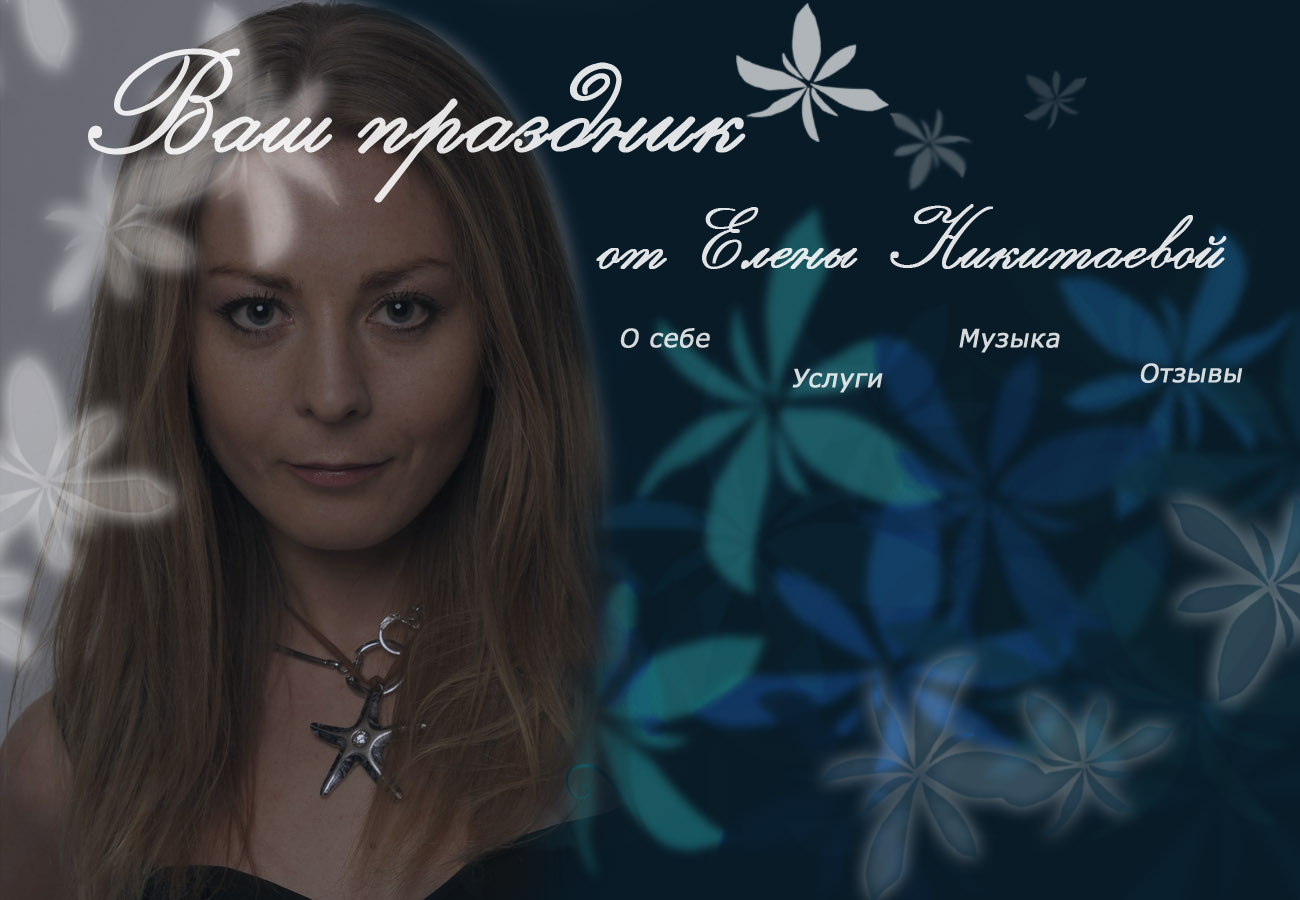 Ваш праздник
от Елены Никитаевой
О себе
Музыка
Услуги
Отзывы